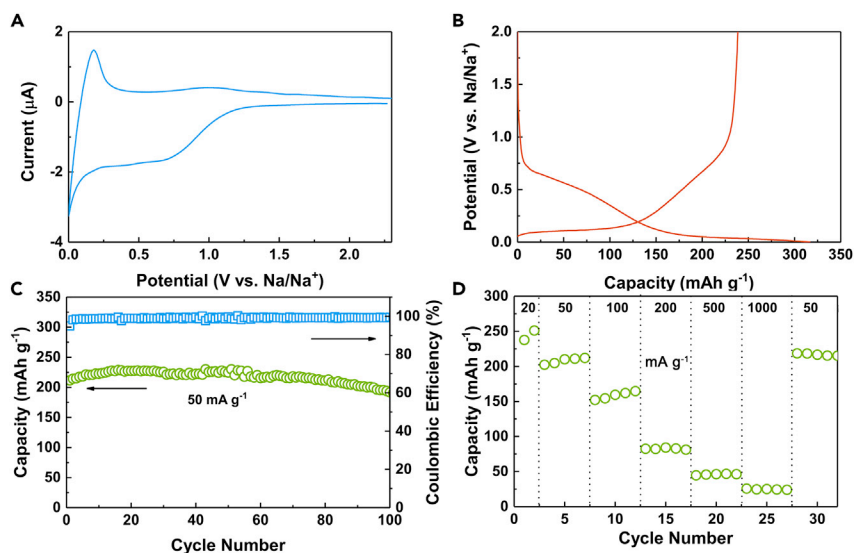 A
2
0
-2
-4
Current (μA)
0.0 0.5 1.0 1.5 2.0
Potential (V vs. Na/Na⁺)
B
2.0
1.5
1.0
0.5
0.0
Potential (V vs. Na/Na⁺)
0 50 100 150 200 250 300 350
Capacity (mAh g⁻¹)
C
350
300
250
200
150
100
50
0
Capacity (mAh g⁻¹)
50 mA g⁻¹
100
80
60
40
20
0
Coulombic Efficiency (%)
0 20 40 60 80 100
Cycle Number
D
300
250
200
150
100
50
0
Capacity (mAh g⁻¹)
20 50 100 200 500 1000 50
mA g⁻¹
0 5 10 15 20 25 30
Cycle Number